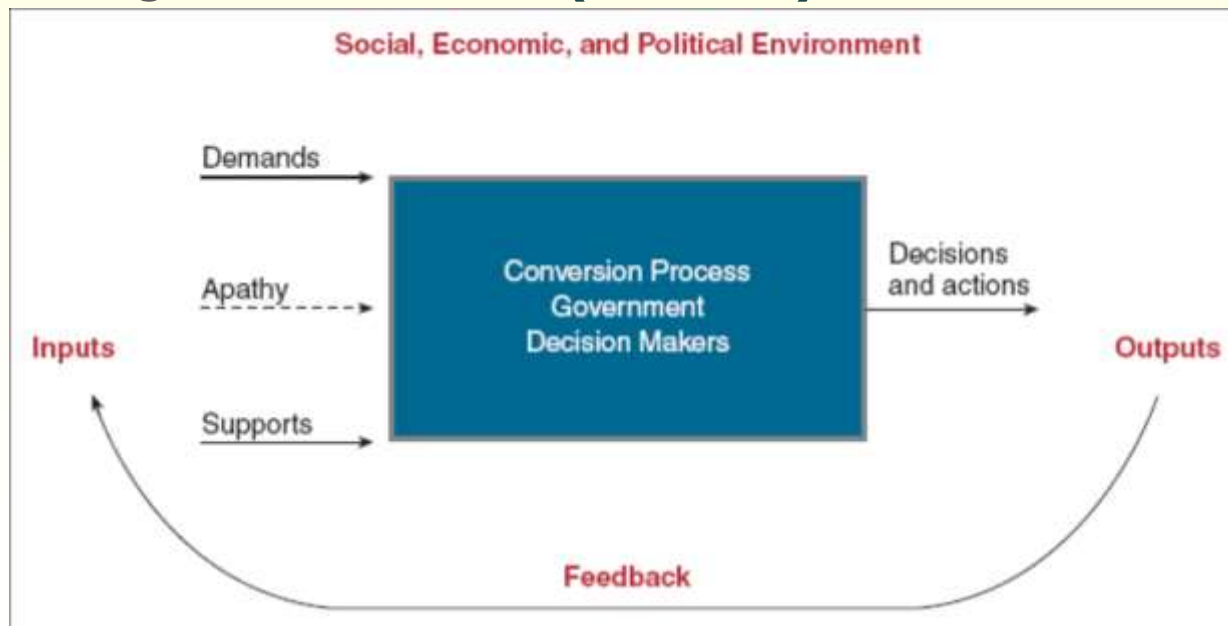 Social, Economic, and Political Environment
Demands
Apathy
Supports
Inputs
Conversion Process
Government
Decision Makers
Decisions
and actions
Outputs
Feedback